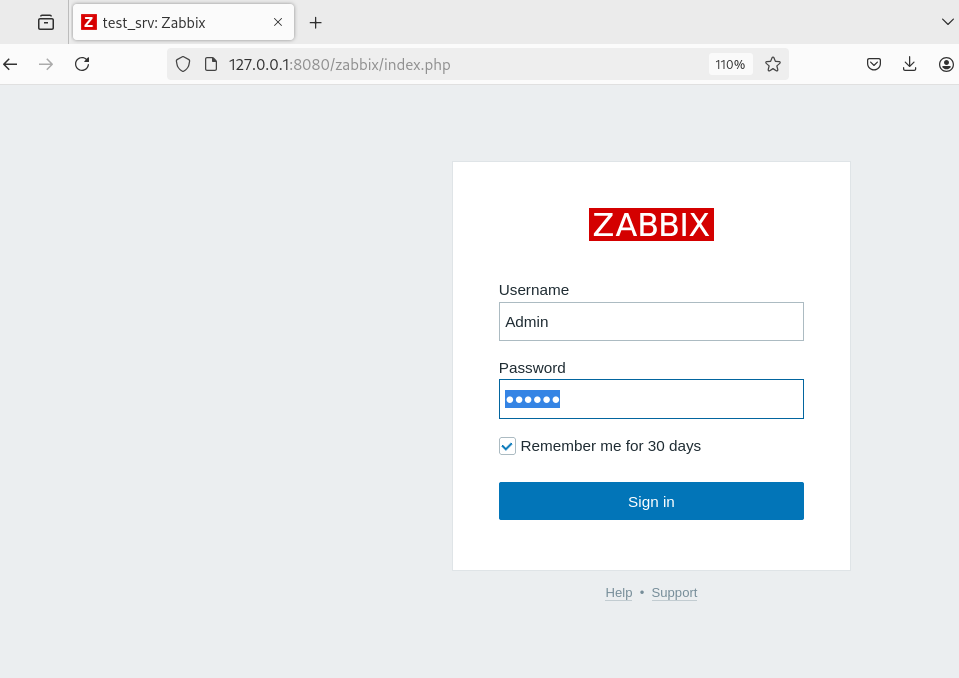 Z test_srv: Zabbix
127.0.0.1:8080/zabbix/index.php 110%
ZABBIX
Username
Admin
Password
••••••
Remember me for 30 days
Sign in
Help • Support